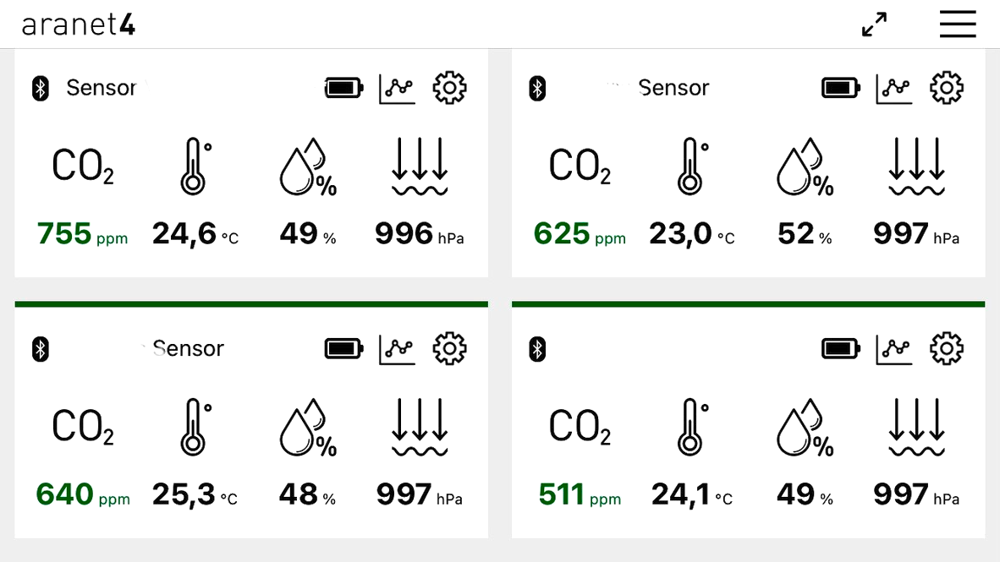 aranet4
Sensor
CO₂ %
755 ppm 24,6 °C 49 % 996 hPa
Sensor
CO₂ %
625 ppm 23,0 °C 52 % 997 hPa
Sensor
CO₂ %
640 ppm 25,3 °C 48 % 997 hPa
CO₂ %
511 ppm 24,1 °C 49 % 997 hPa